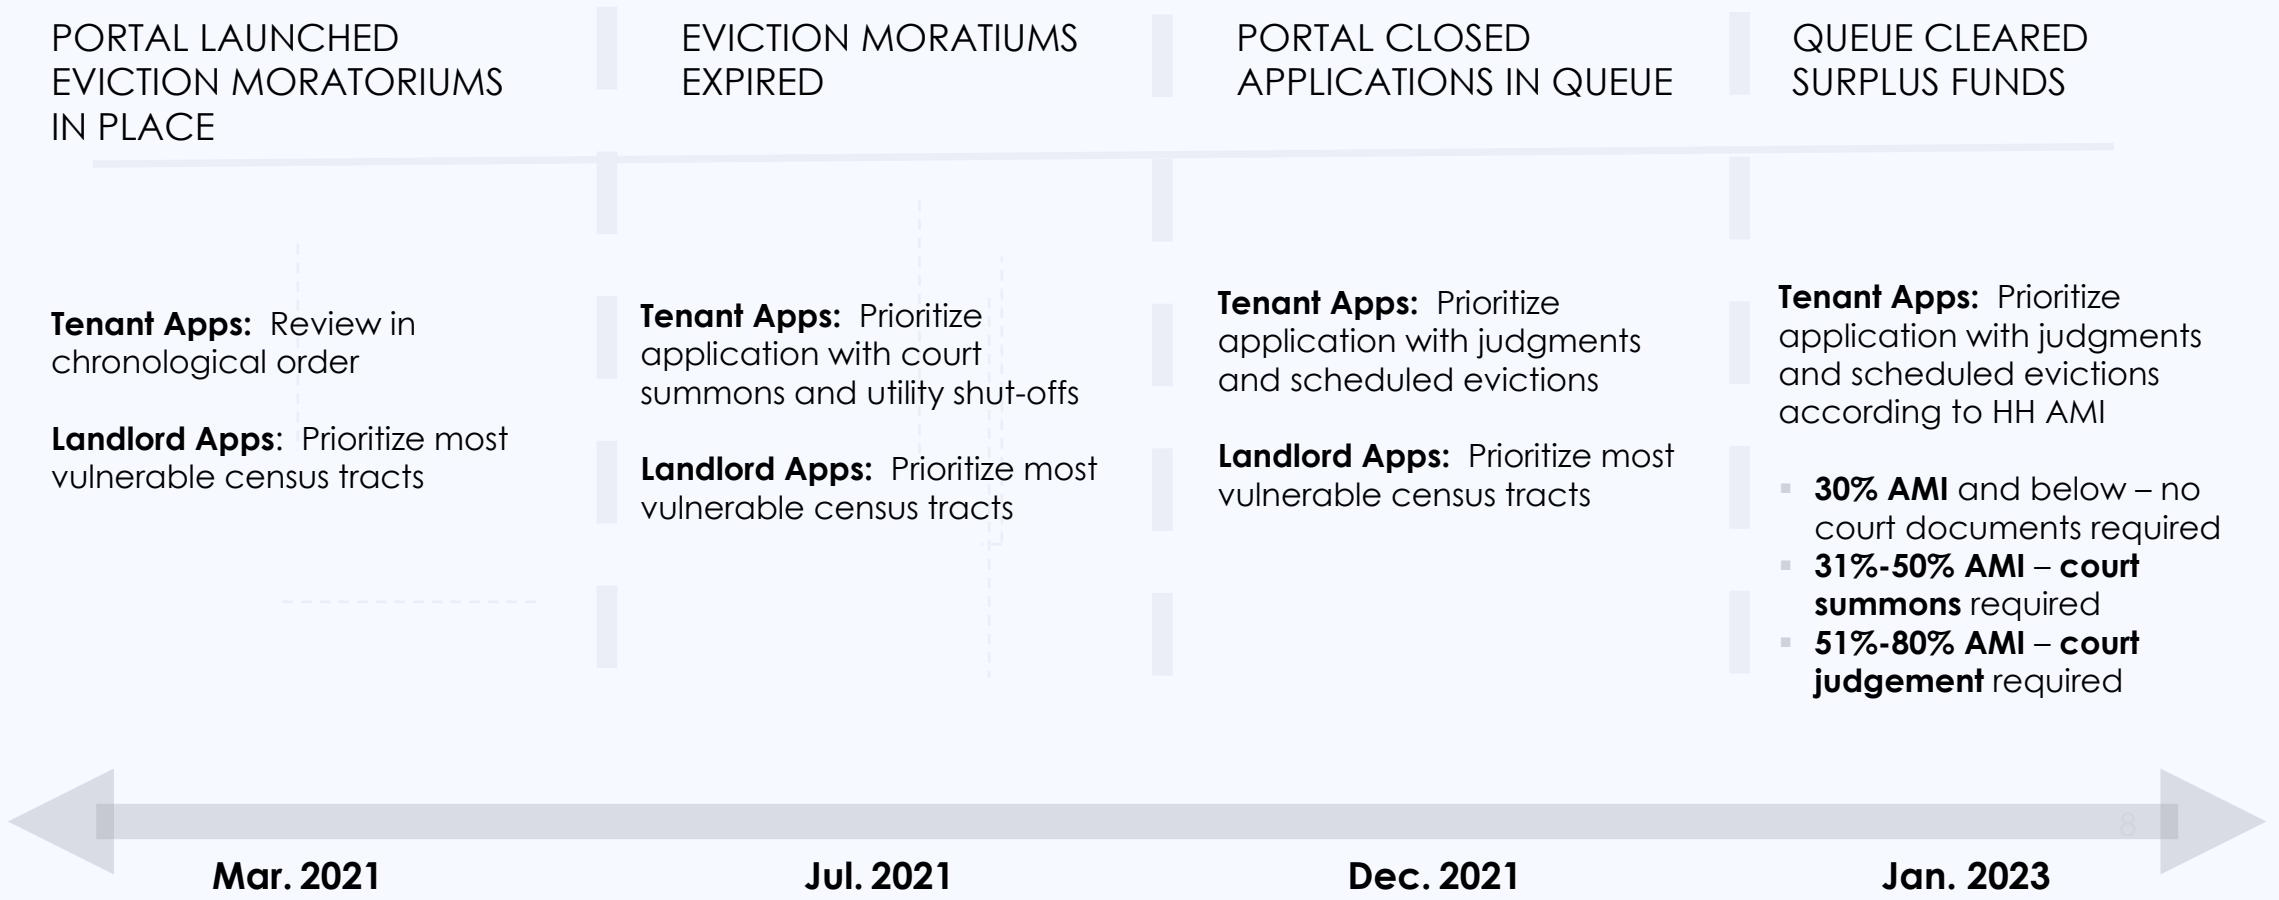 PORTAL LAUNCHED
EVICTION MORATORIUMS
IN PLACE
Tenant Apps: Review in
chronological order
Landlord Apps: Prioritize most
vulnerable census tracts
Mar. 2021
EVICTION MORATIUMS
EXPIRED
Tenant Apps: Prioritize
application with court
summons and utility shut-offs
Landlord Apps: Prioritize most
vulnerable census tracts
Jul. 2021
PORTAL CLOSED
APPLICATIONS IN QUEUE
Tenant Apps: Prioritize
application with judgments
and scheduled evictions
Landlord Apps: Prioritize most
vulnerable census tracts
Dec. 2021
QUEUE CLEARED
SURPLUS FUNDS
Tenant Apps: Prioritize
application with judgments
and scheduled evictions
according to HH AMI
▪ 30% AMI and below – no
court documents required
▪ 31%-50% AMI – court
summons required
▪ 51%-80% AMI – court
judgement required
8
Jan. 2023